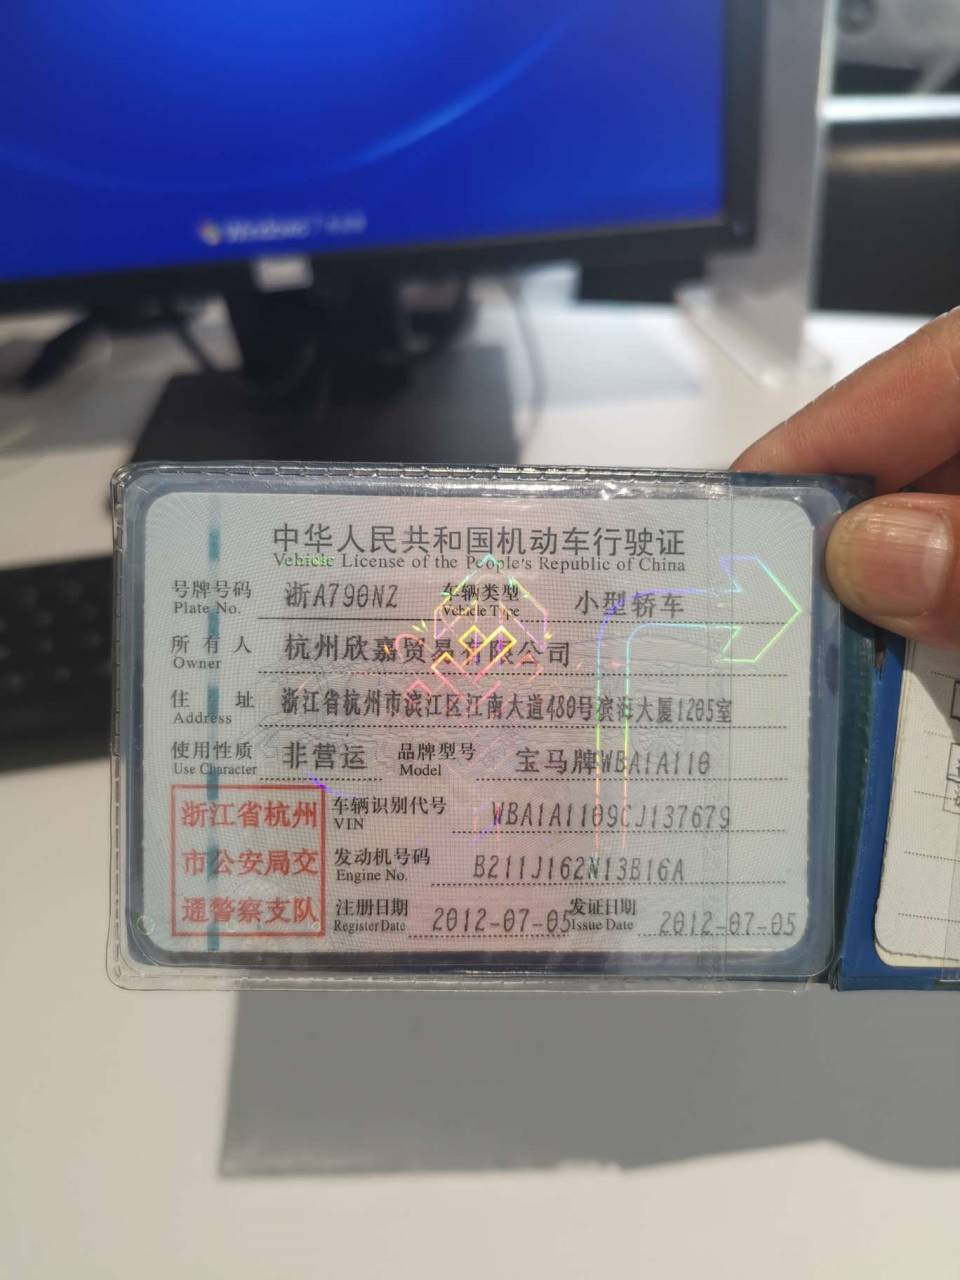 Windows 7
中华人民共和国机动车行驶证
Vehicle License of the People's Republic of China
号牌号码 浙A790N2 车辆类型 小型轿车
Plate No. Vehicle Type
所有人 杭州欣嘉贸易有限公司
Owner
住址 浙江省杭州市滨江区江南大道480号滨海大厦1205室
Address
使用性质 非营运 品牌型号 宝马牌WBA1A110
Use Character Model
浙江省杭州
市公安局交
通警察支队
车辆识别代号 WBA1A1109CJ137679
VIN
发动机号码 B211J162N13B16A
Engine No.
注册日期 2012-07-05 发证日期 2012-07-05
Register Date Issue Date